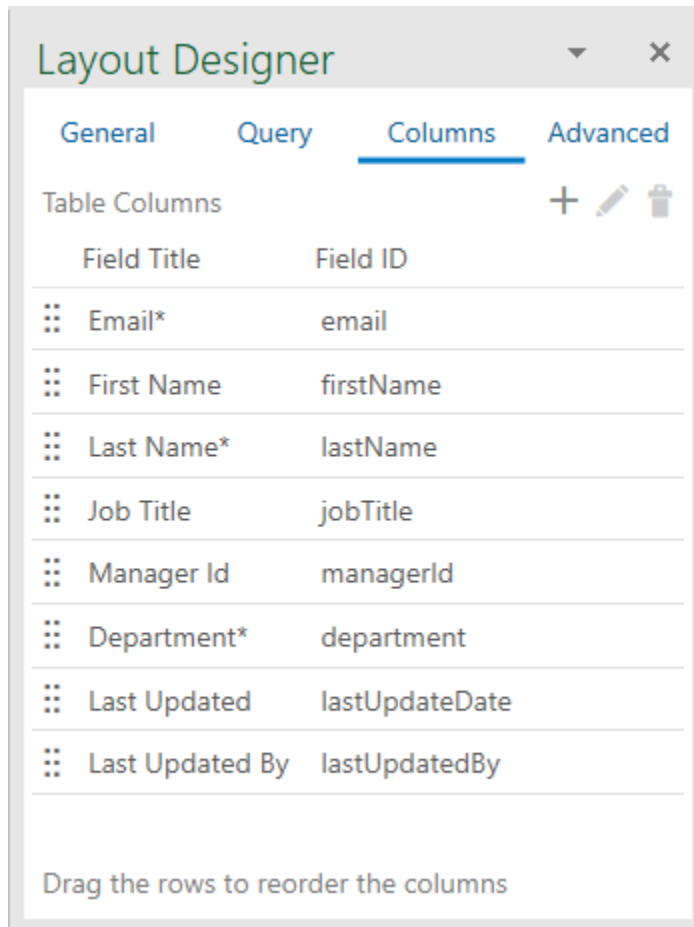 Layout Designer
General Query Columns Advanced
Table Columns
Field Title Field ID
Email* email
First Name firstName
Last Name* lastName
Job Title jobTitle
Manager Id managerId
Department* department
Last Updated lastUpdateDate
Last Updated By lastUpdatedBy
Drag the rows to reorder the columns